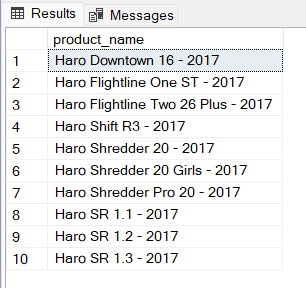 Results Messages
product_name
1 Haro Downtown 16 - 2017
2 Haro Flightline One ST - 2017
3 Haro Flightline Two 26 Plus - 2017
4 Haro Shift R3 - 2017
5 Haro Shredder 20 - 2017
6 Haro Shredder 20 Girls - 2017
7 Haro Shredder Pro 20 - 2017
8 Haro SR 1.1 - 2017
9 Haro SR 1.2 - 2017
10 Haro SR 1.3 - 2017